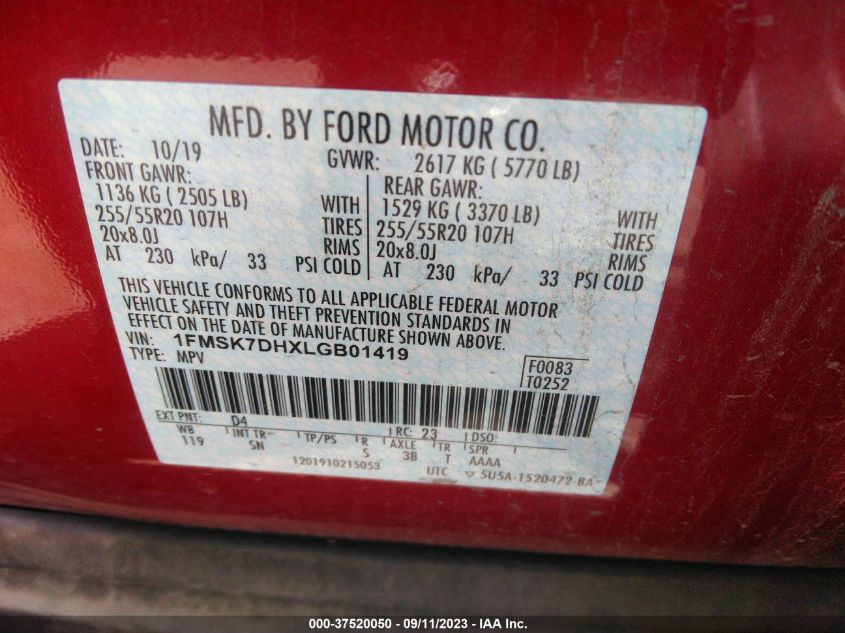 MFD. BY FORD MOTOR CO.
DATE: 10/19 GVWR: 2617 KG ( 5770 LB)
FRONT GAWR: REAR GAWR:
1136 KG ( 2505 LB) WITH 1529 KG ( 3370 LB) WITH
255/55R20 107H TIRES 255/55R20 107H TIRES
20x8.0J RIMS 20x8.0J RIMS
AT 230 kPa/ 33 PSI COLD AT 230 kPa/ 33 PSI COLD
THIS VEHICLE CONFORMS TO ALL APPLICABLE FEDERAL MOTOR
VEHICLE SAFETY AND THEFT PREVENTION STANDARDS IN
EFFECT ON THE DATE OF MANUFACTURE SHOWN ABOVE.
VIN: 1FMSK7DHXLGB01419
TYPE: MPV
F0083
T0252
EXT PNT: D4 RC: 23 DSO:
WB INT TR TP/PS R AXLE TR SPR
119 SN S 3B T AAAA
1201910215053 UTC ▽ 5U5A-1520472-BA
000-37520050 - 09/11/2023 - IAA Inc.